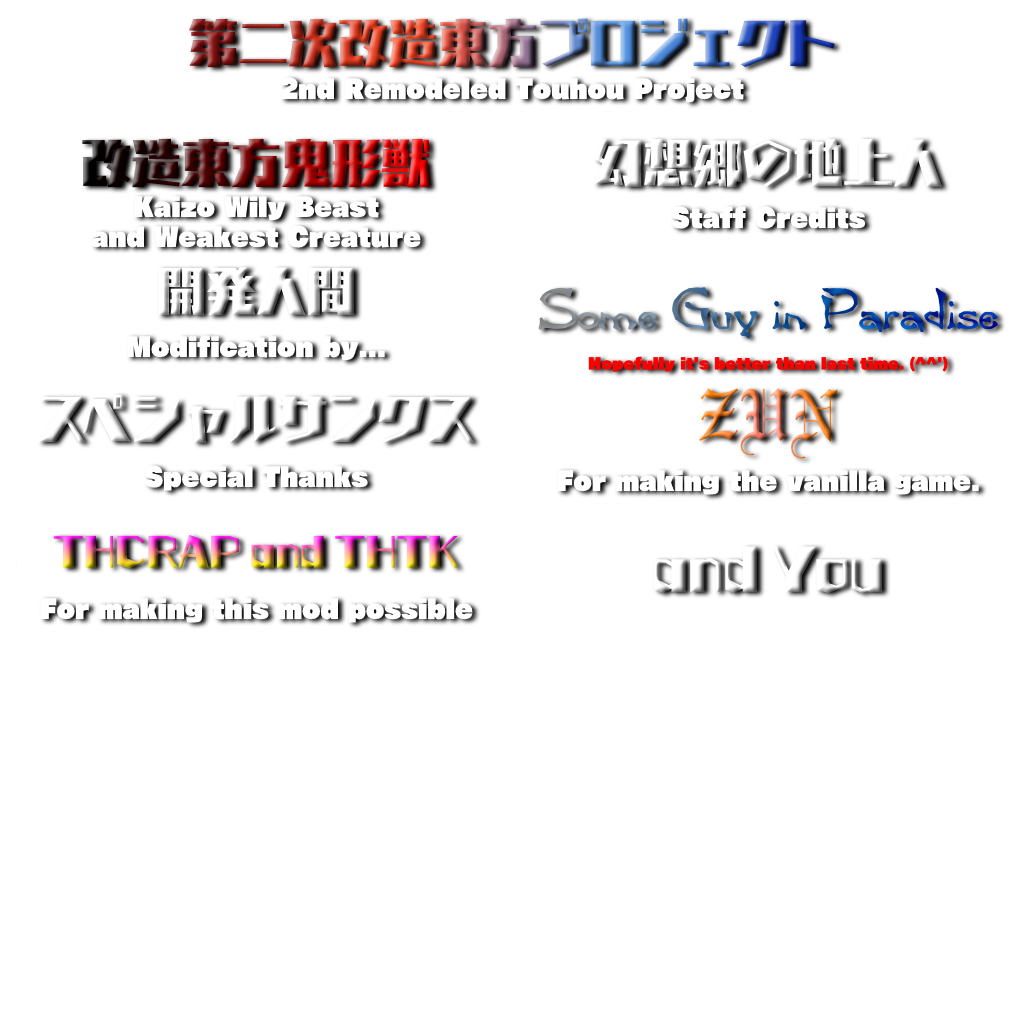 第二次改造東方プロジェクト
2nd Remodeled Touhou Project
改造東方鬼形獣
Kaizo Wily Beast
and Weakest Creature
幻想郷の地上人
Staff Credits
開発人間
Modification by...
Some Guy in Paradise
Hopefully it's better than last time. (^^')
スペシャルサンクス
Special Thanks
ZUN
For making the vanilla game.
THCRAP and THTK
For making this mod possible
and You